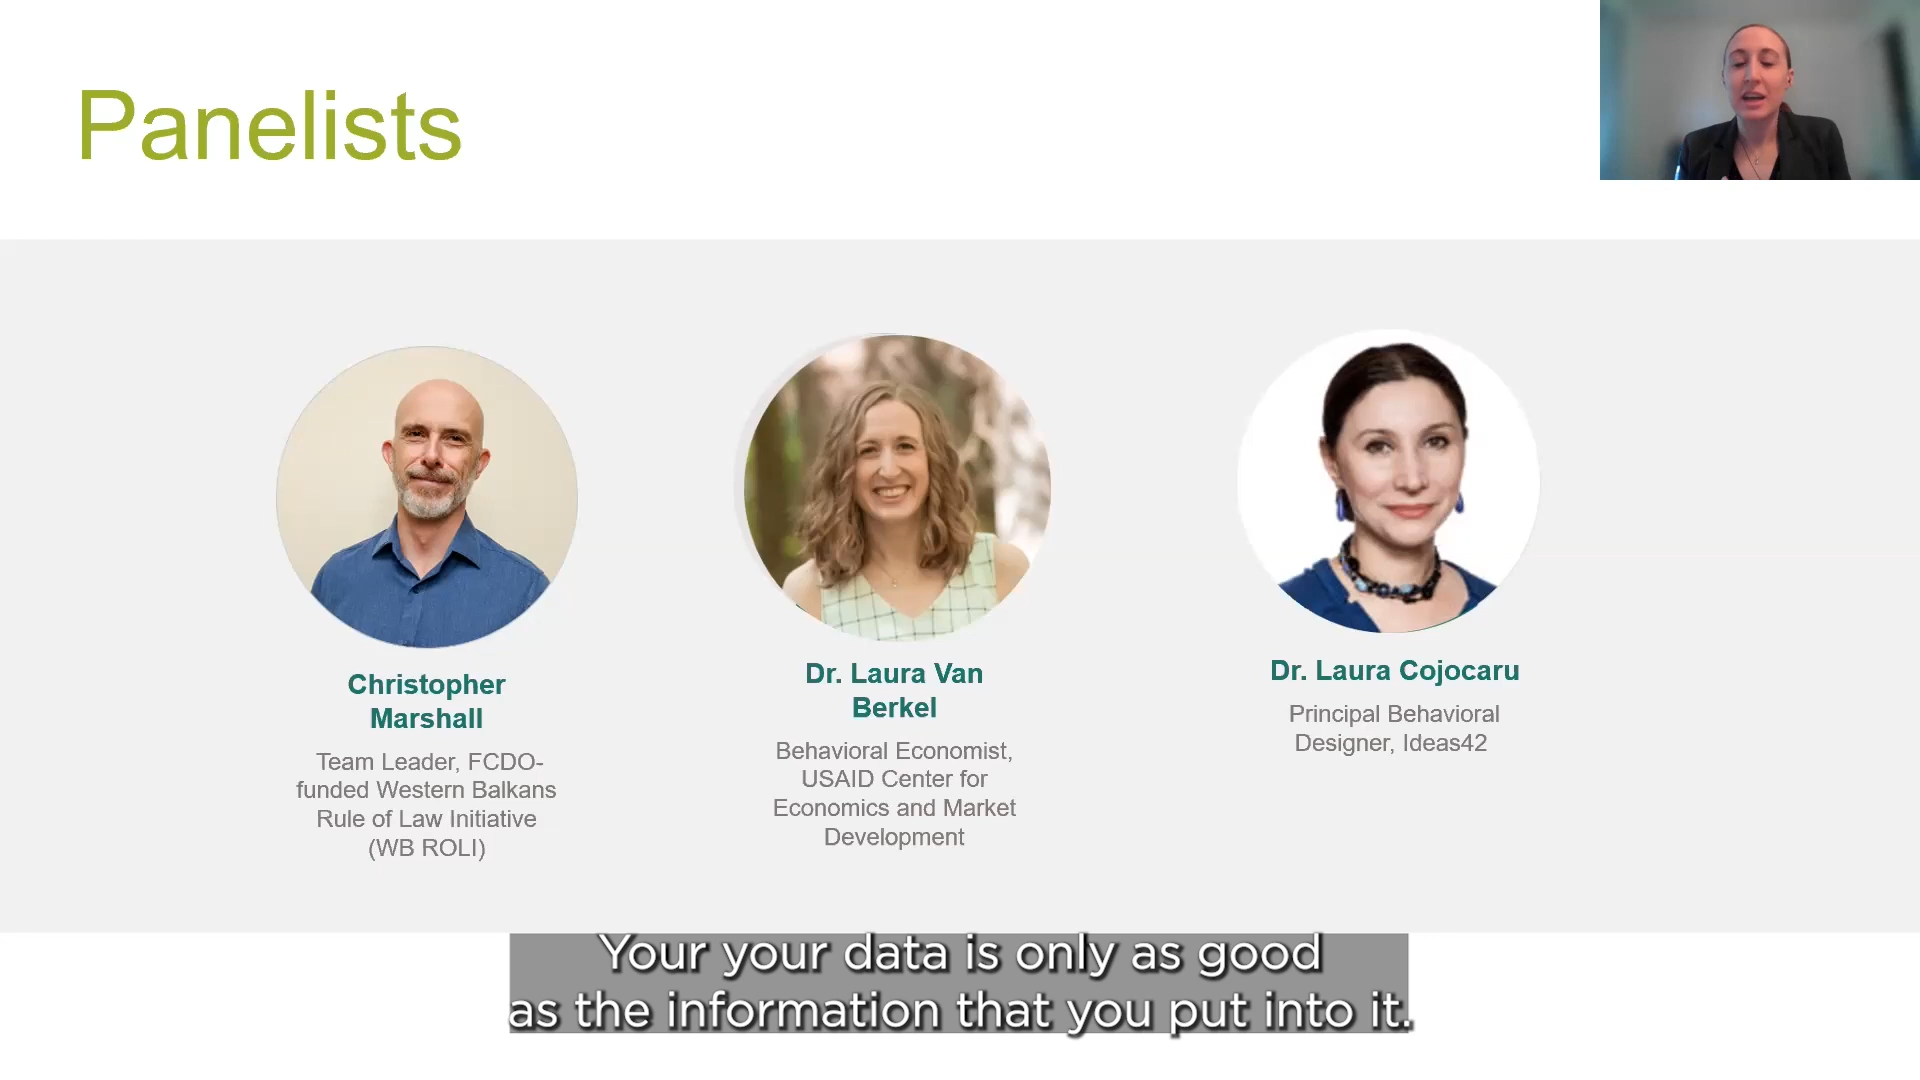 Panelists
Christopher
Marshall
Team Leader, FCDO-
funded Western Balkans
Rule of Law Initiative
(WB ROLI)
Dr. Laura Van
Berkel
Behavioral Economist,
USAID Center for
Economics and Market
Development
Dr. Laura Cojocaru
Principal Behavioral
Designer, Ideas42
Your your data is only as good
as the information that you put into it.